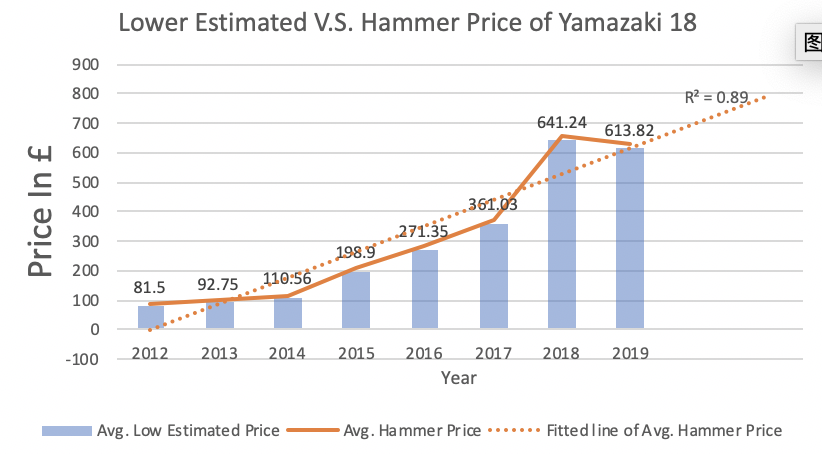 Lower Estimated V.S. Hammer Price of Yamazaki 18
图
900
800
700
600
500
400
300
200
100
0
-100
Price In £
R² = 0.89
81.5
92.75
110.56
198.9
271.35
361.03
641.24
613.82
2012 2013 2014 2015 2016 2017 2018 2019
Year
Avg. Low Estimated Price Avg. Hammer Price Fitted line of Avg. Hammer Price